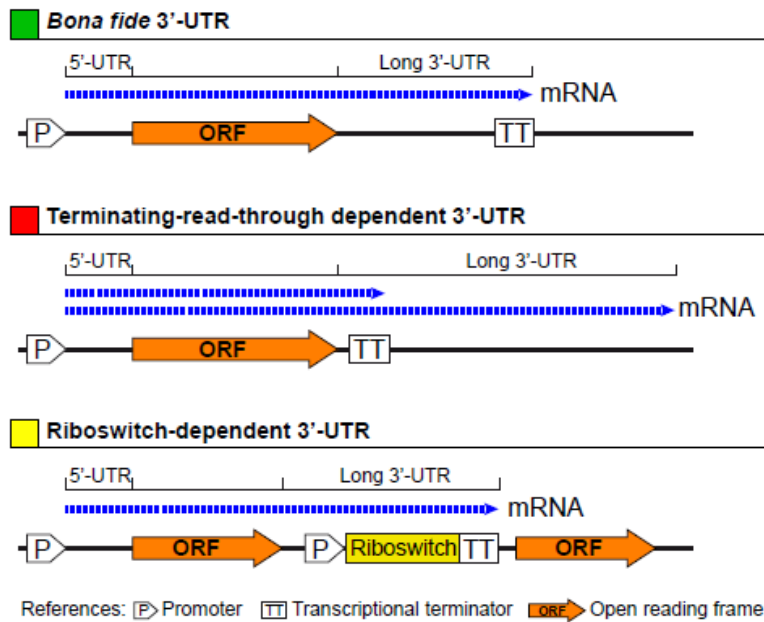 Bona fide 3’-UTR
5’-UTR Long 3’-UTR
mRNA
P ORF TT
Terminating-read-through dependent 3’-UTR
5’-UTR Long 3’-UTR
mRNA
P ORF TT
Riboswitch-dependent 3’-UTR
5’-UTR Long 3’-UTR
mRNA
P ORF P Riboswitch TT ORF
References: P Promoter TT Transcriptional terminator ORF Open reading frame